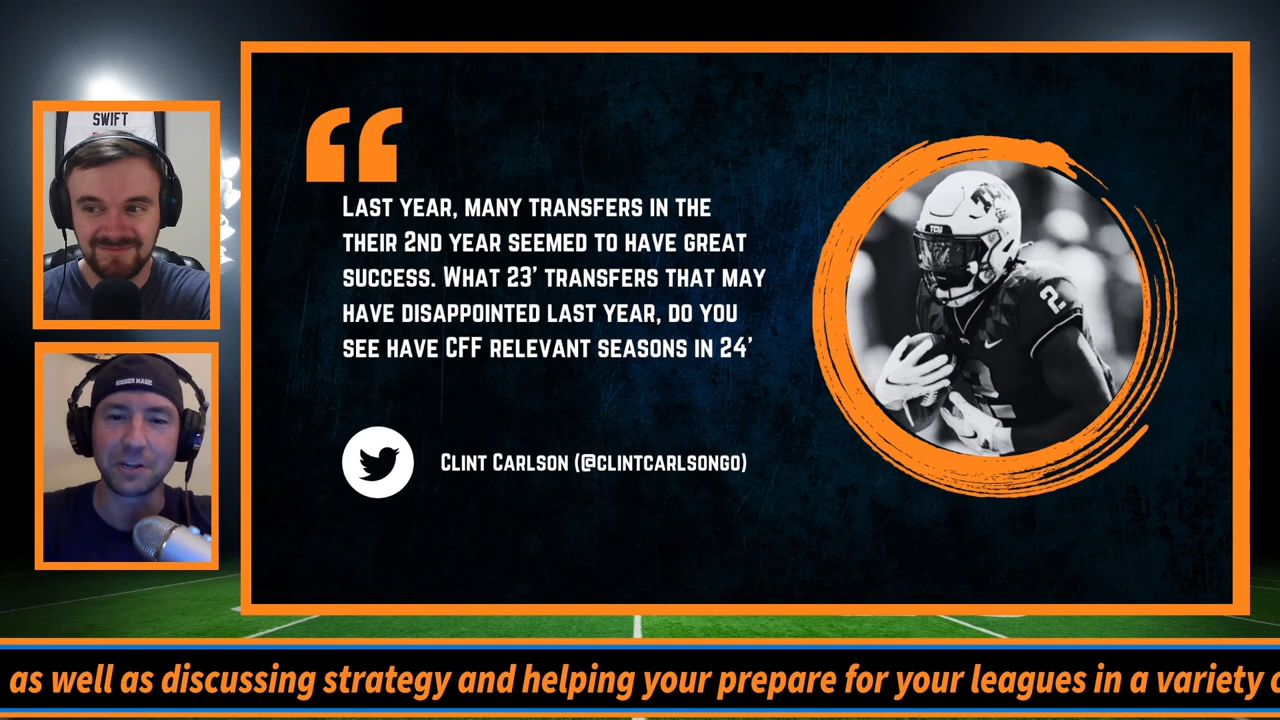 SWIFT
LAST YEAR, MANY TRANSFERS IN THE
THEIR 2ND YEAR SEEMED TO HAVE GREAT
SUCCESS. WHAT 23' TRANSFERS THAT MAY
HAVE DISAPPOINTED LAST YEAR, DO YOU
SEE HAVE CFF RELEVANT SEASONS IN 24'
CLINT CARLSON (@CLINTCARLSONGO)
TCU
2
as well as discussing strategy and helping your prepare for your leagues in a variety